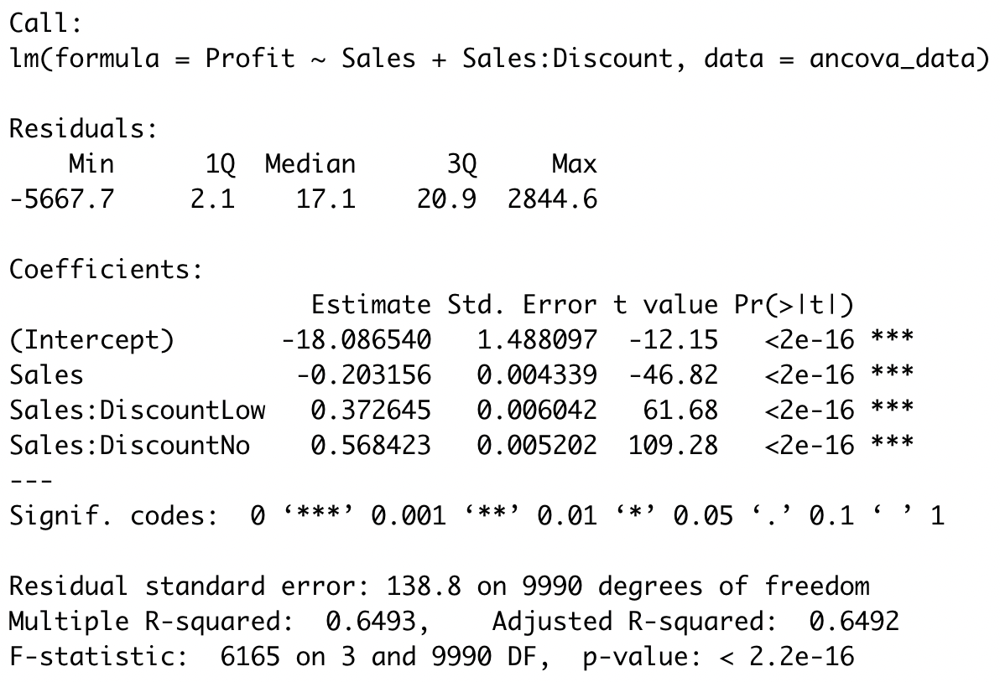 Call:
lm(formula = Profit ~ Sales + Sales:Discount, data = ancova_data)
Residuals:
    Min      1Q  Median      3Q     Max
-5667.7     2.1    17.1    20.9  2844.6
Coefficients:
                    Estimate Std. Error t value Pr(>|t|)
(Intercept)       -18.086540   1.488097  -12.15   <2e-16 ***
Sales              -0.203156   0.004339  -46.82   <2e-16 ***
Sales:DiscountLow   0.372645   0.006042   61.68   <2e-16 ***
Sales:DiscountNo    0.568423   0.005202  109.28   <2e-16 ***
---
Signif. codes:  0 ‘***’ 0.001 ‘**’ 0.01 ‘*’ 0.05 ‘.’ 0.1 ‘ ’ 1
Residual standard error: 138.8 on 9990 degrees of freedom
Multiple R-squared:  0.6493,    Adjusted R-squared:  0.6492
F-statistic:  6165 on 3 and 9990 DF,  p-value: < 2.2e-16